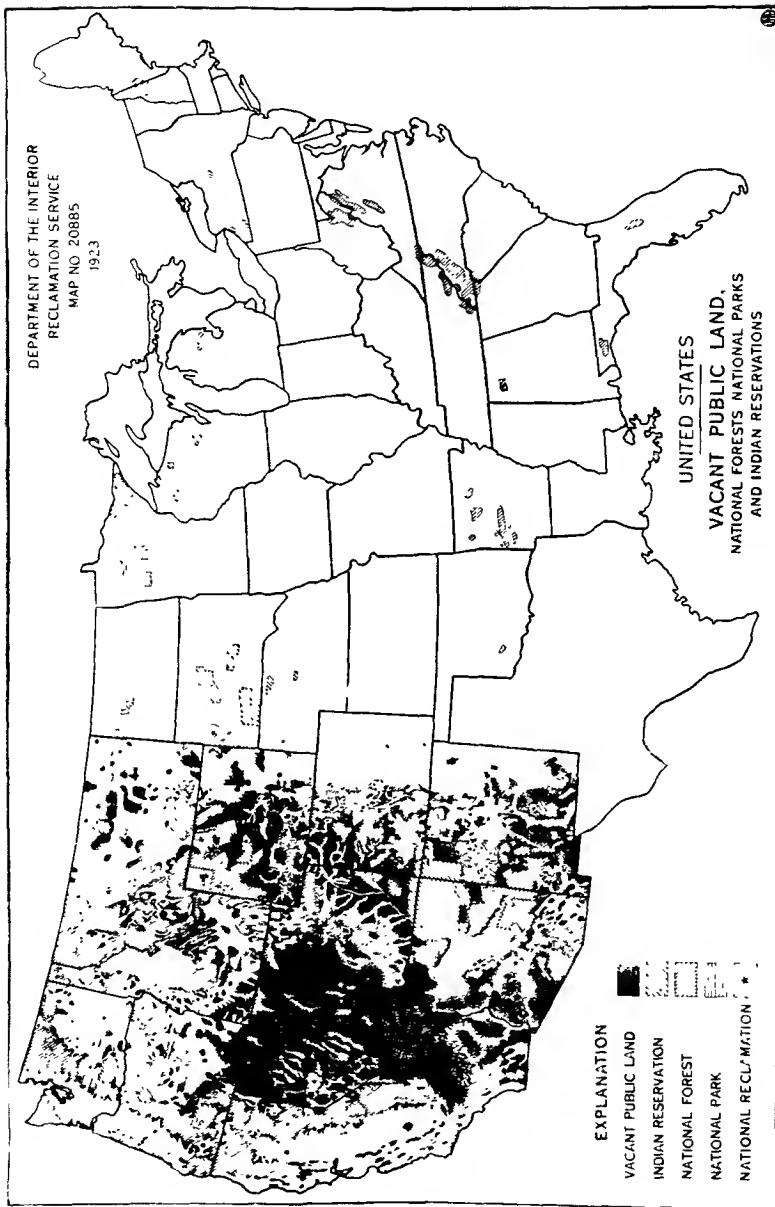 DEPARTMENT OF THE INTERIOR
RECLAMATION SERVICE
MAP NO 20885
1923
UNITED STATES
VACANT PUBLIC LAND,
NATIONAL FORESTS NATIONAL PARKS
AND INDIAN RESERVATIONS
EXPLANATION
VACANT PUBLIC LAND
INDIAN RESERVATION
NATIONAL FOREST
NATIONAL PARK
NATIONAL RECLAMATION